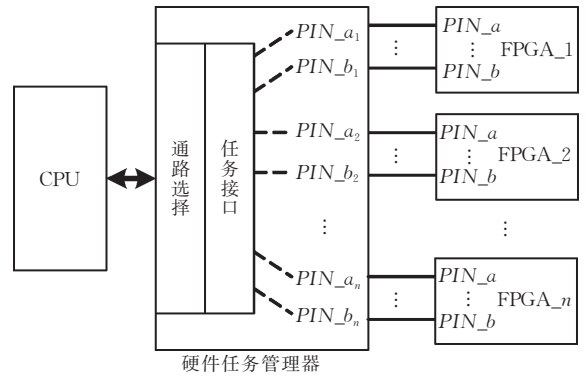 CPU
通路选择
任务接口
PIN_a₁
PIN_b₁
PIN_a₂
PIN_b₂
⋮
PIN_aₙ
PIN_bₙ
⋮
⋮
⋮
PIN_a
⋮ FPGA_1
PIN_b
PIN_a
⋮ FPGA_2
PIN_b
⋮
PIN_a
⋮ FPGA_n
PIN_b
硬件任务管理器